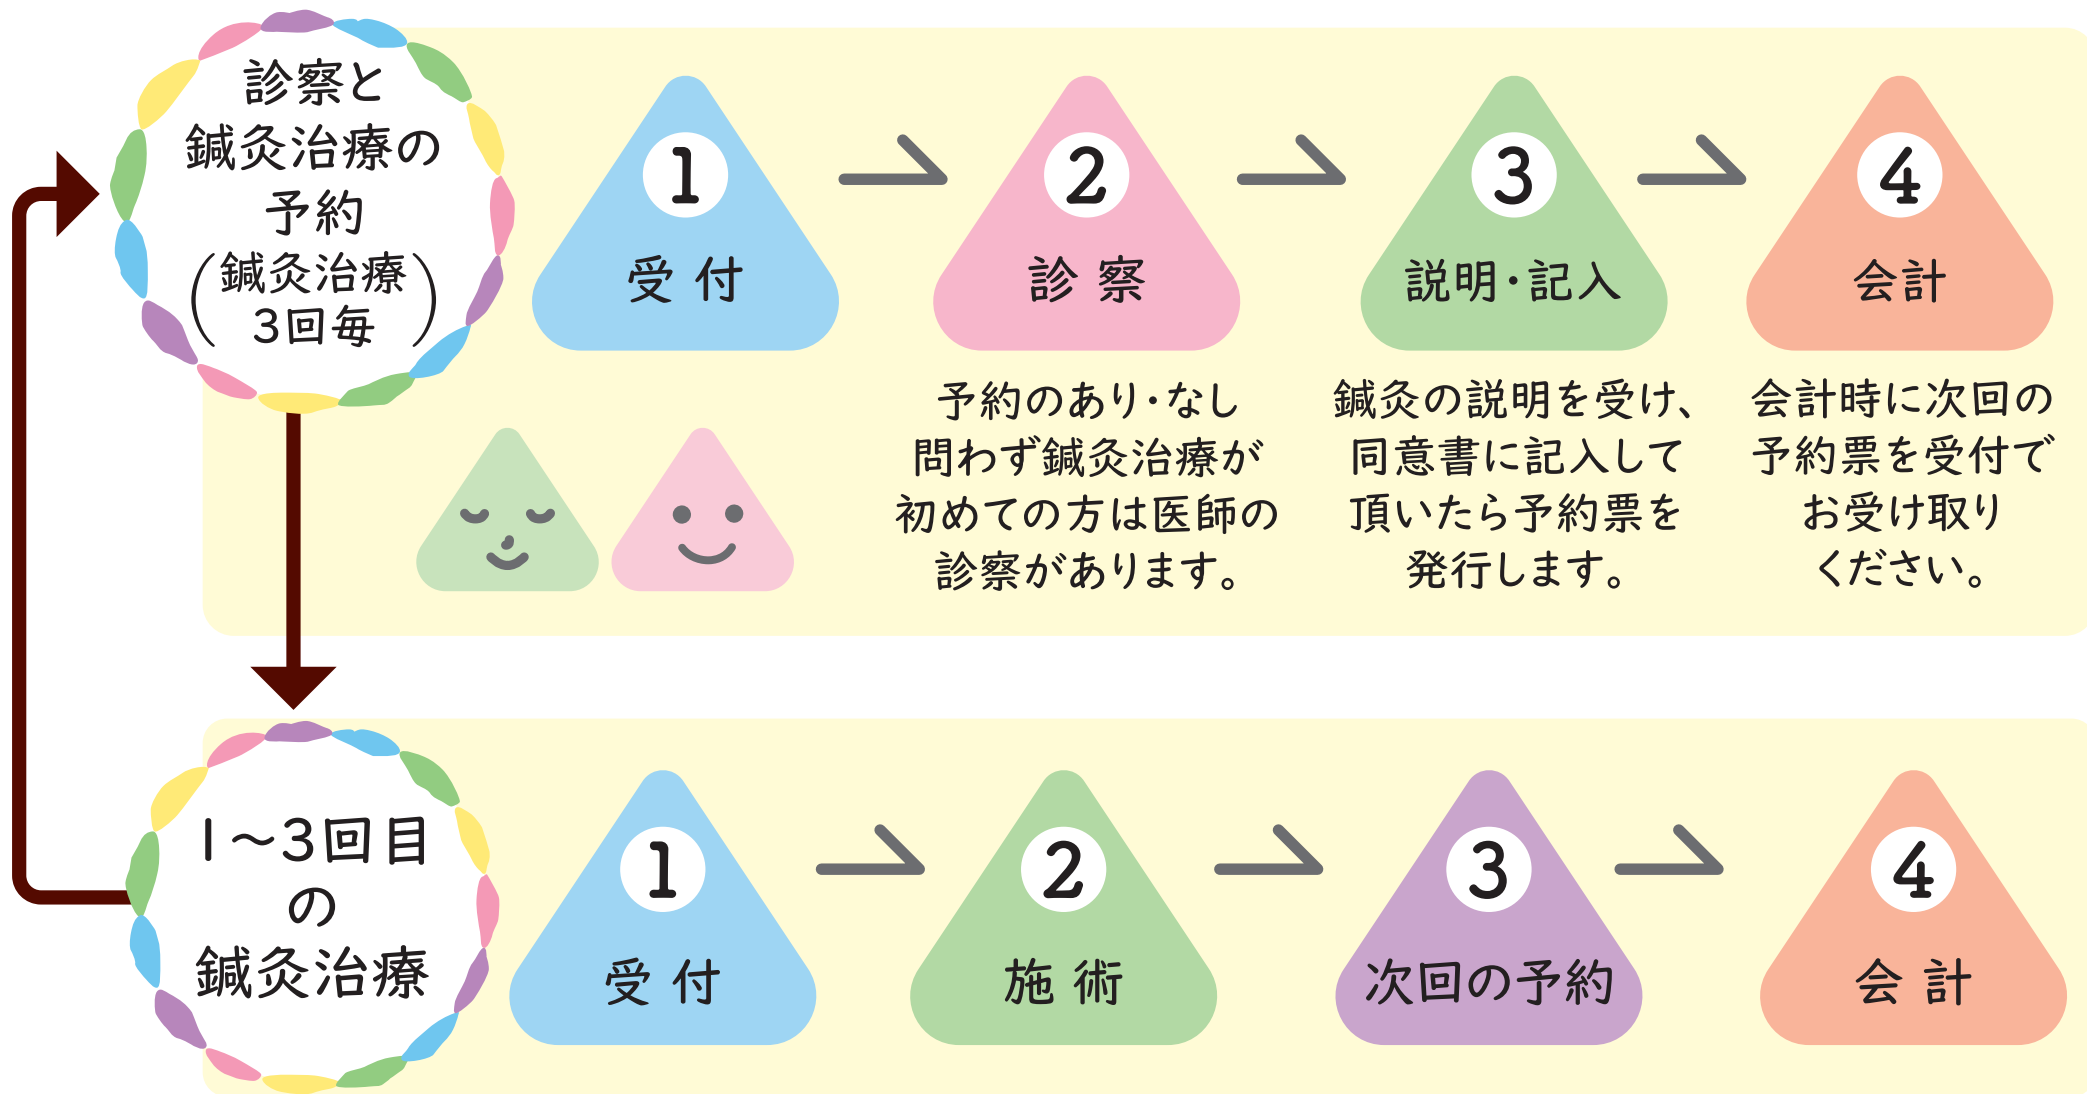 診察と
鍼灸治療の
予約
(鍼灸治療
3回毎)
1
受付
2
診察
予約のあり・なし
問わず鍼灸治療が
初めての方は医師の
診察があります。
3
説明・記入
鍼灸の説明を受け、
同意書に記入して
頂いたら予約票を
発行します。
4
会計
会計時に次回の
予約票を受付で
お受け取り
ください。
1〜3回目
の
鍼灸治療
1
受付
2
施術
3
次回の予約
4
会計